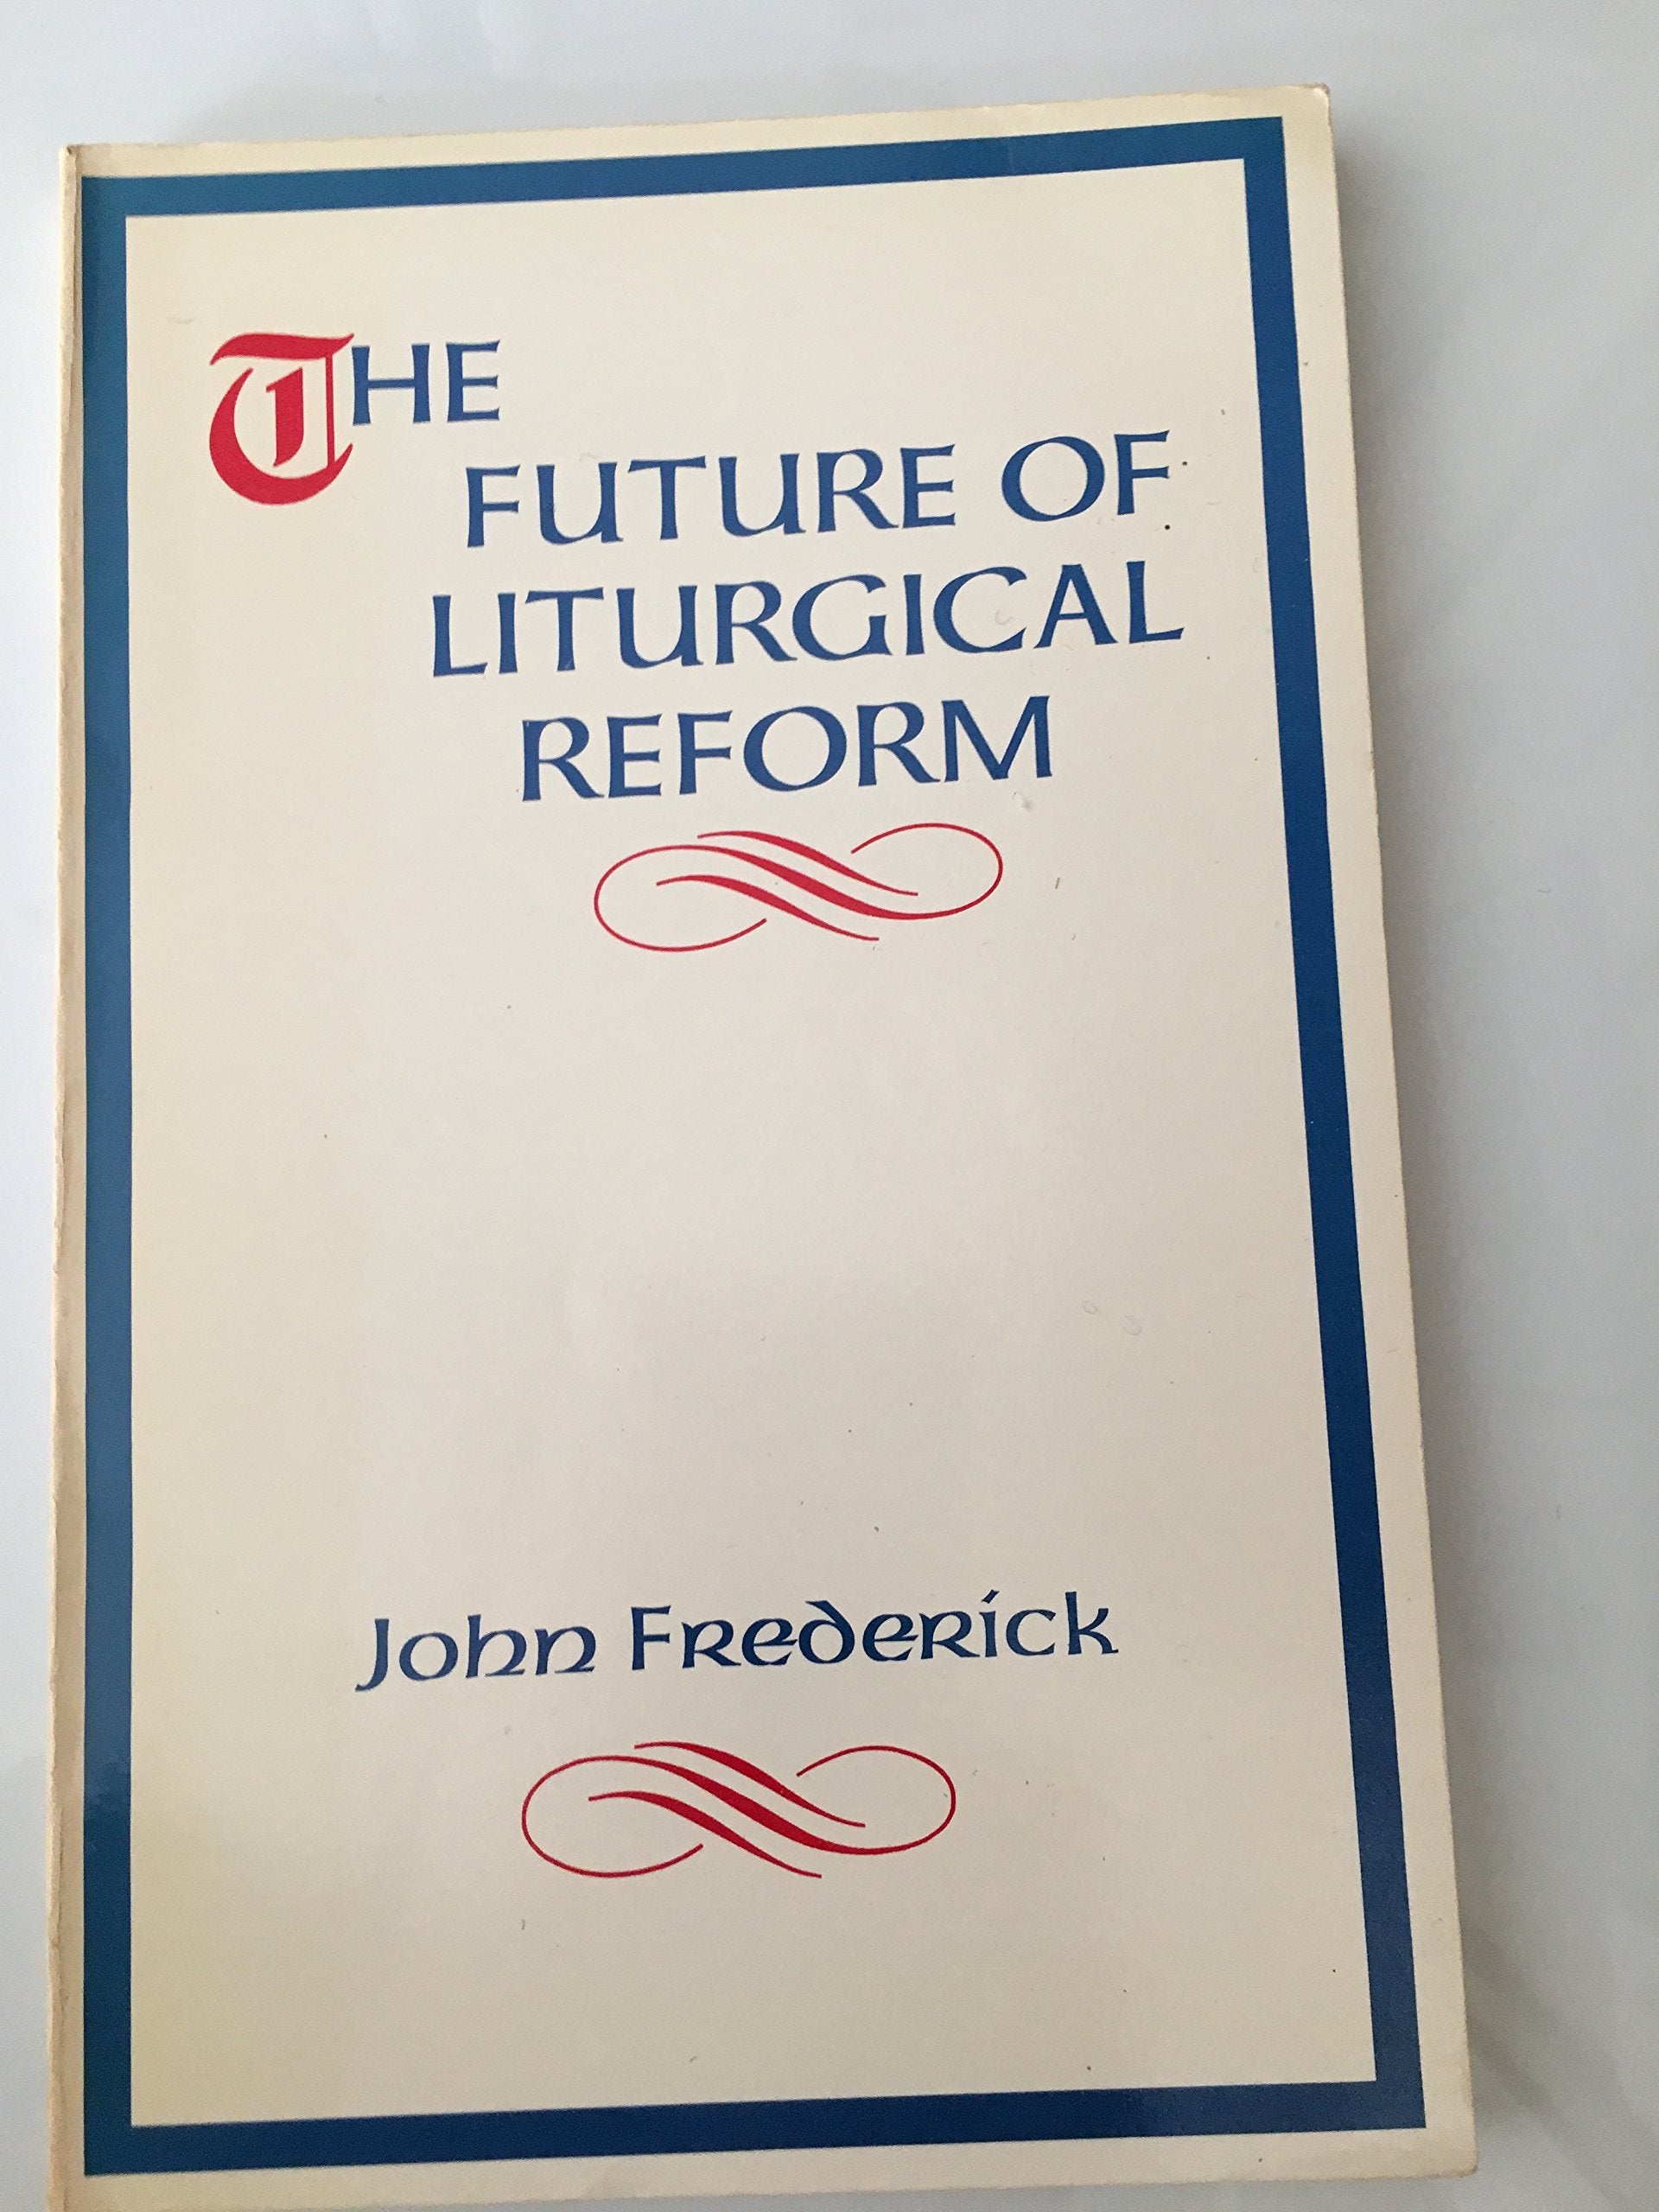 THE
FUTURE OF
LITURGICAL
REFORM
John Frederick